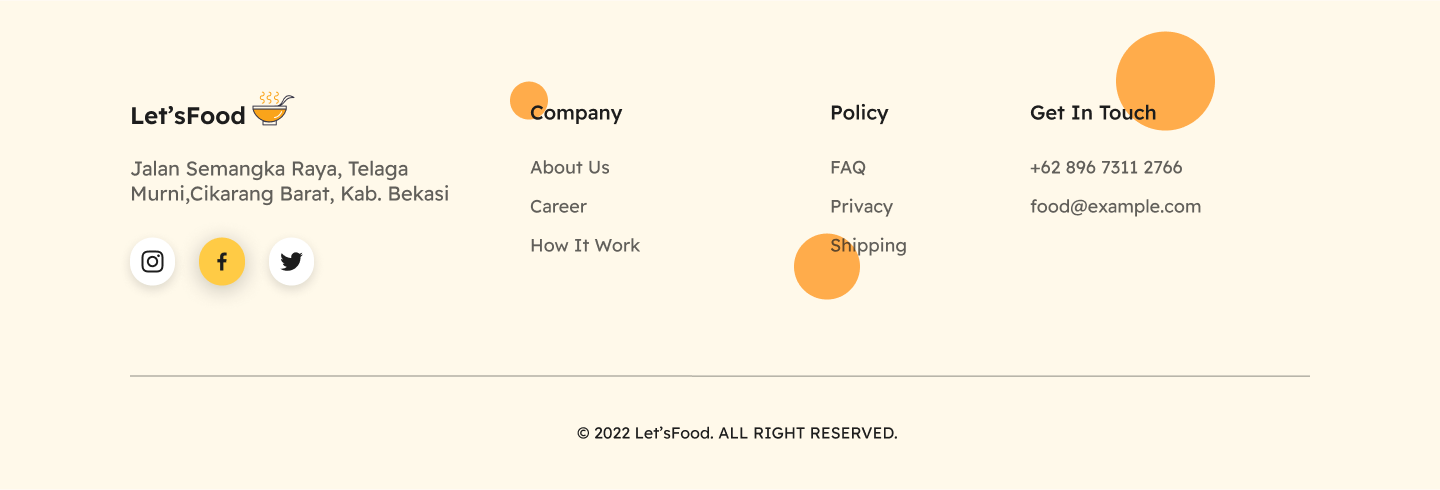 Let’sFood
Jalan Semangka Raya, Telaga
Murni,Cikarang Barat, Kab. Bekasi
Company
About Us
Career
How It Work
Policy
FAQ
Privacy
Shipping
Get In Touch
+62 896 7311 2766
food@example.com
© 2022 Let’sFood. ALL RIGHT RESERVED.